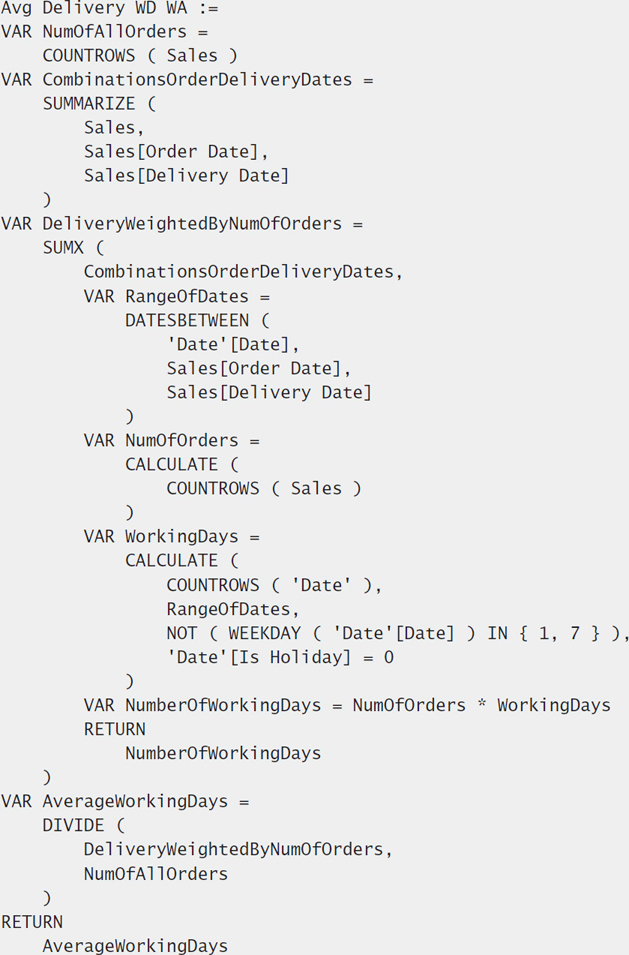 Avg Delivery WD WA :=
VAR NumOfAllOrders =
    COUNTROWS ( Sales )
VAR CombinationsOrderDeliveryDates =
    SUMMARIZE (
        Sales,
        Sales[Order Date],
        Sales[Delivery Date]
    )
VAR DeliveryWeightedByNumOfOrders =
    SUMX (
        CombinationsOrderDeliveryDates,
        VAR RangeOfDates =
            DATESBETWEEN (
                'Date'[Date],
                Sales[Order Date],
                Sales[Delivery Date]
            )
        VAR NumOfOrders =
            CALCULATE (
                COUNTROWS ( Sales )
            )
        VAR WorkingDays =
            CALCULATE (
                COUNTROWS ( 'Date' ),
                RangeOfDates,
                NOT ( WEEKDAY ( 'Date'[Date] ) IN { 1, 7 } ),
                'Date'[Is Holiday] = 0
            )
        VAR NumberOfWorkingDays = NumOfOrders * WorkingDays
        RETURN
            NumberOfWorkingDays
    )
VAR AverageWorkingDays =
    DIVIDE (
        DeliveryWeightedByNumOfOrders,
        NumOfAllOrders
    )
RETURN
    AverageWorkingDays